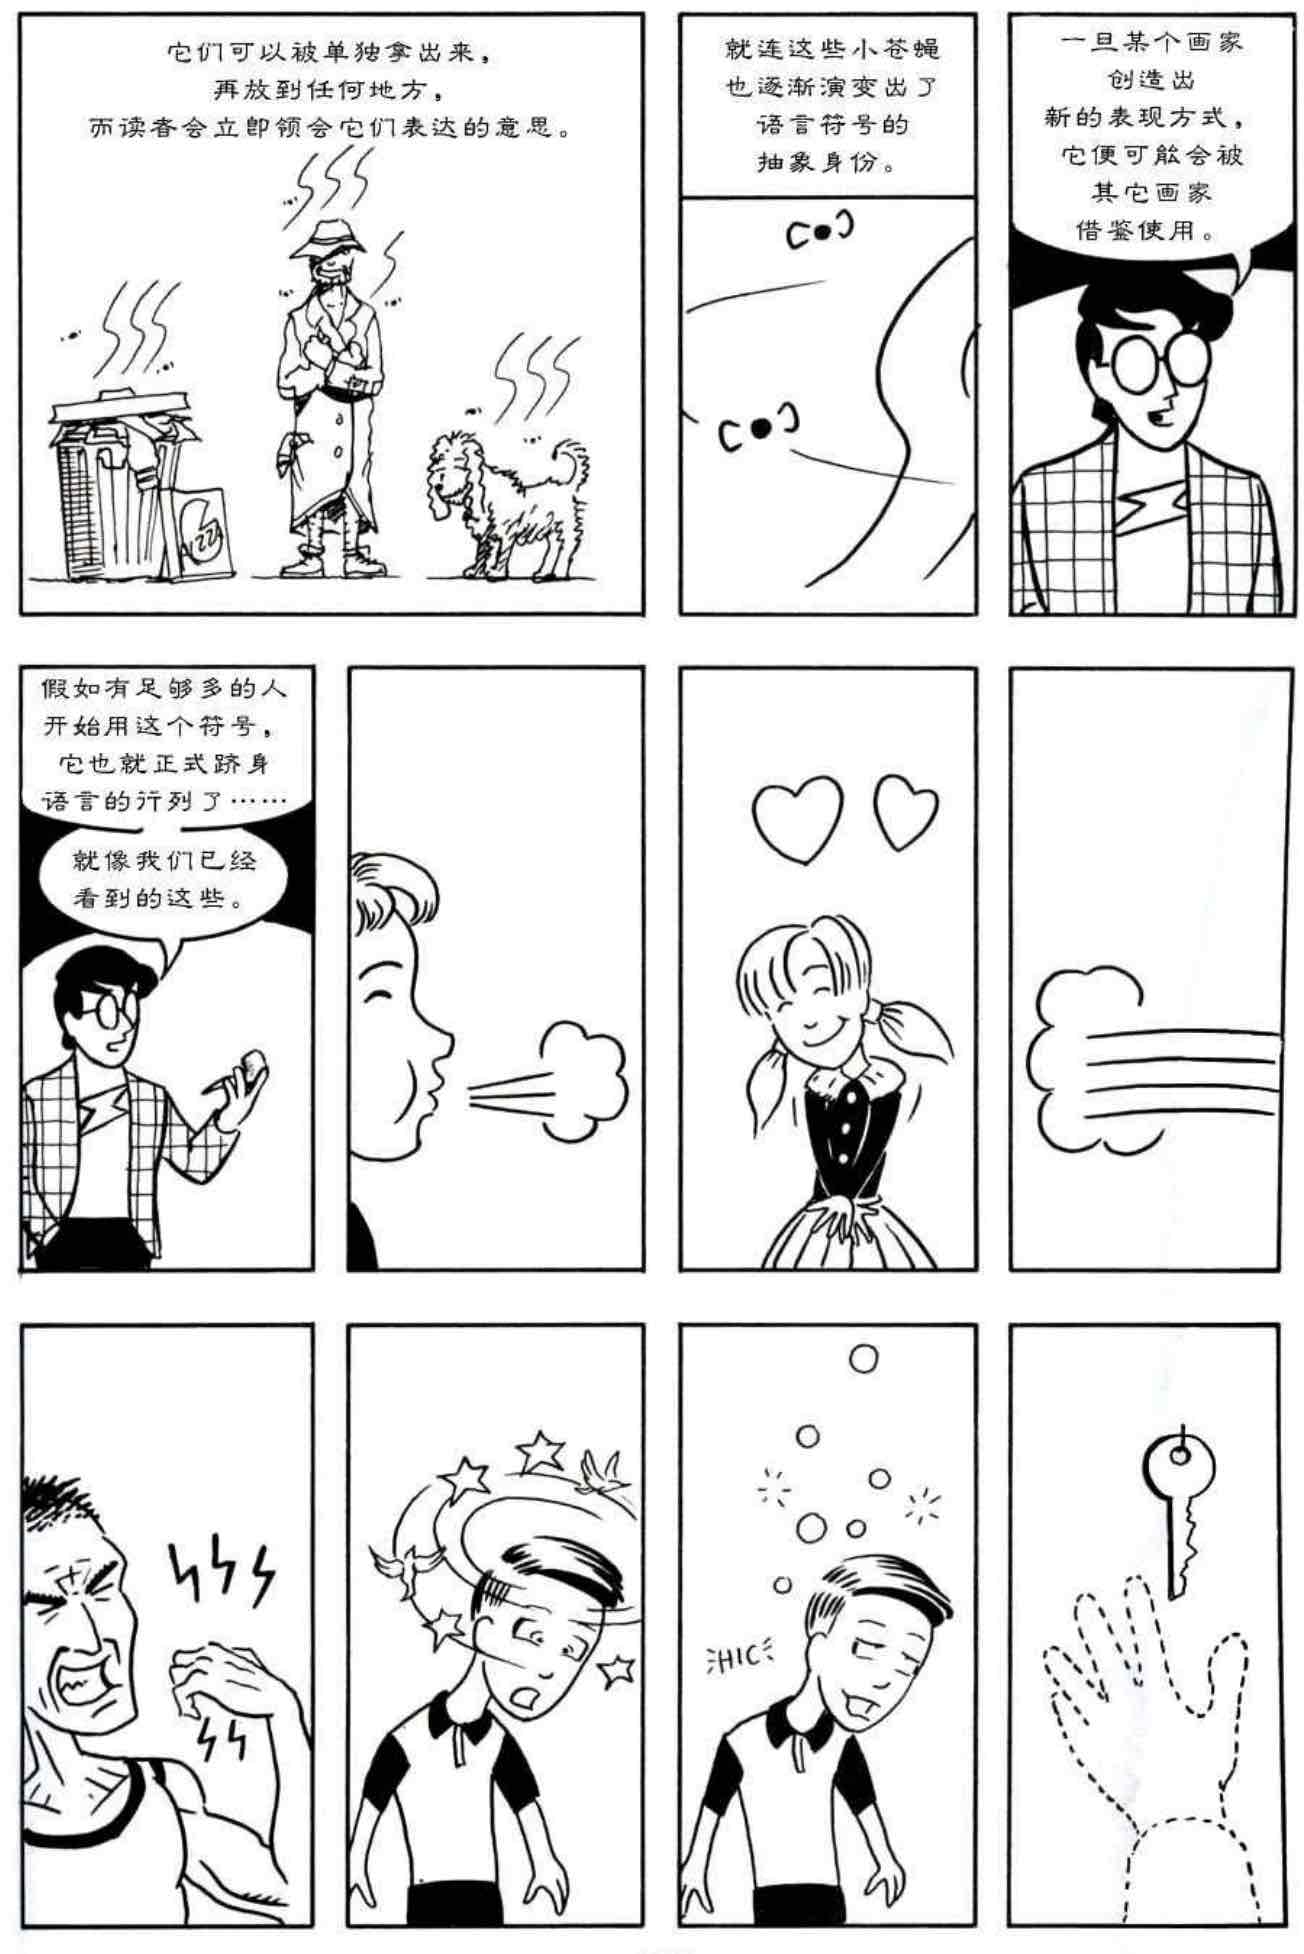 它们可以被单独拿出来，
再放到任何地方，
而读者会立即领会它们表达的意思。
PIZZA
就连这些小苍蝇
也逐渐演变出了
语言符号的
抽象身份。
一旦某个画家
创造出
新的表现方式，
它便可能会被
其它画家
借鉴使用。
假如有足够多的人
开始用这个符号，
它也就正式跻身
语言的行列了……
就像我们已经
看到的这些。
HIC